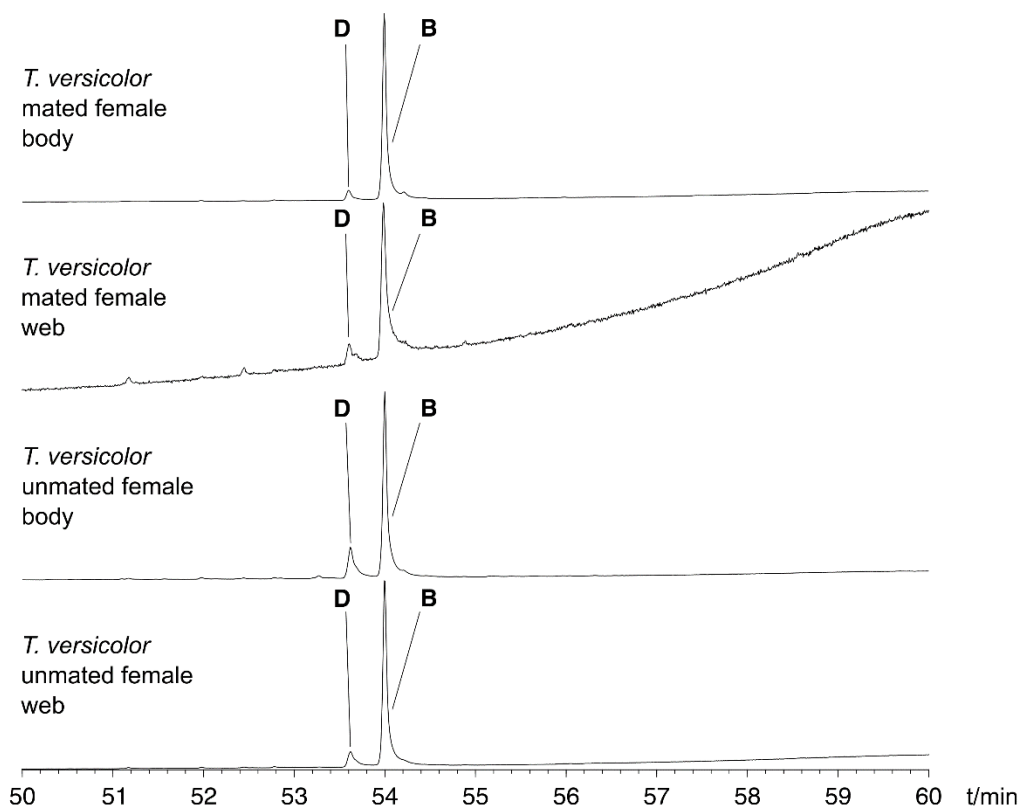 D B
T. versicolor
mated female
body
D B
T. versicolor
mated female
web
D B
T. versicolor
unmated female
body
D B
T. versicolor
unmated female
web
50 51 52 53 54 55 56 57 58 59 60 t/min